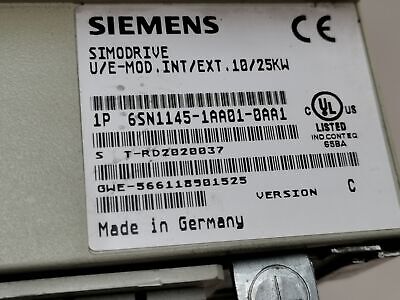 SIEMENS CE
SIMODRIVE
U/E-MOD.INT/EXT.10/25KW
1P 6SN1145-1AA01-0AA1
C UL US
LISTED
IND.CONT.EQ
S T-RD2020037
GWE-566118901525
VERSION C
Made in Germany